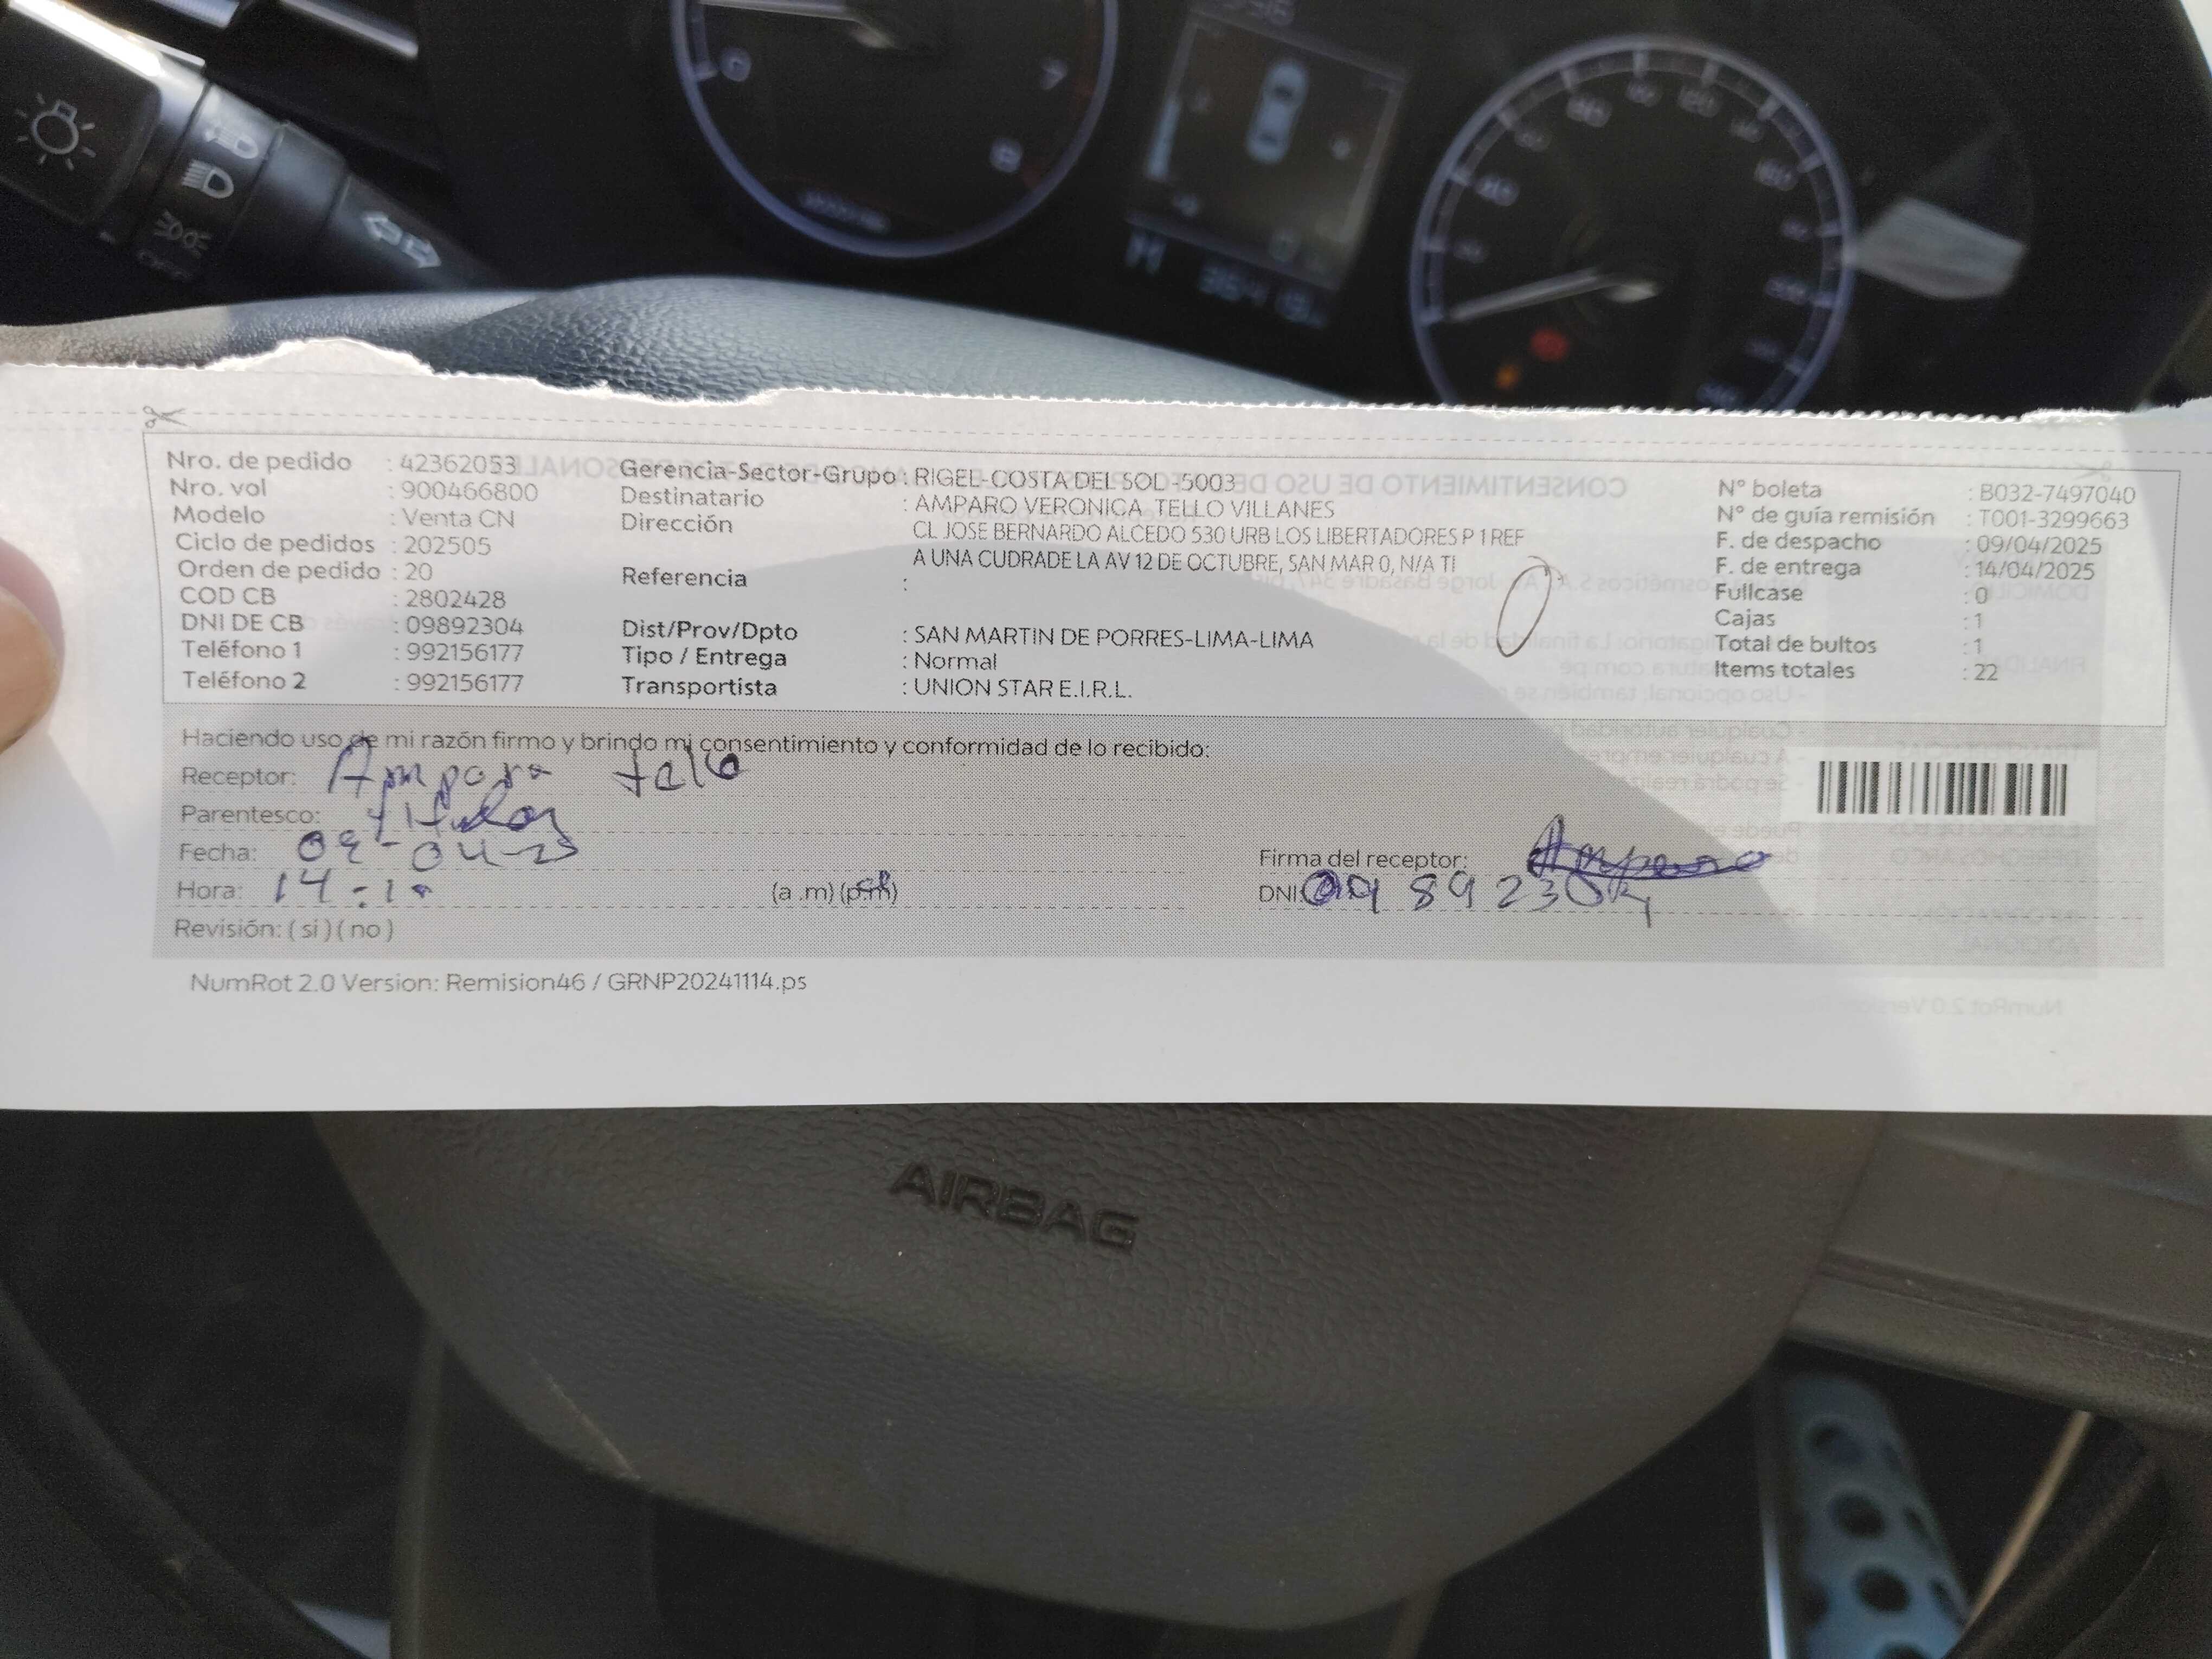 Nro. de pedido : 42362053
Nro. vol : 900466800
Modelo : Venta CN
Ciclo de pedidos : 202505
Orden de pedido : 20
COD CB : 2802428
DNI DE CB : 09892304
Teléfono 1 : 992156177
Teléfono 2 : 992156177
Gerencia-Sector-Grupo : RIGEL-COSTA DEL SOL -5003
Destinatario : AMPARO VERONICA TELLO VILLANES
Dirección : CL JOSE BERNARDO ALCEDO 530 URB LOS LIBERTADORES P 1 REF
A UNA CUDRADE LA AV 12 DE OCTUBRE, SAN MAR 0, N/A TI
Referencia :
Dist/Prov/Dpto : SAN MARTIN DE PORRES-LIMA-LIMA
Tipo / Entrega : Normal
Transportista : UNION STAR E.I.R.L.
N° boleta : B032-7497040
N° de guía remisión : T001-3299663
F. de despacho : 09/04/2025
F. de entrega : 14/04/2025
Fullcase : 0
Cajas : 1
Total de bultos : 1
Items totales : 22
Haciendo uso de mi razón firmo y brindo mi consentimiento y conformidad de lo recibido:
Receptor: Amparo
Parentesco:
Fecha: 09-04-25
Hora: 14:10 (a .m) (p.m)
Revisión: ( si ) ( no )
Firma del receptor: Amparo
DNI: 09892304
NumRot 2.0 Version: Remision46 / GRNP20241114.ps
AIRBAG